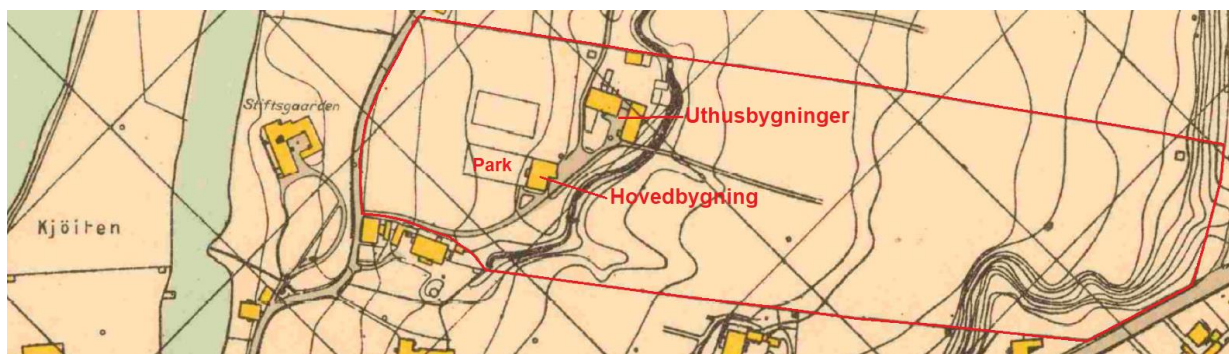 Stiftsgaarden
Uthusbygninger
Park
Hovedbygning
Kjöiten